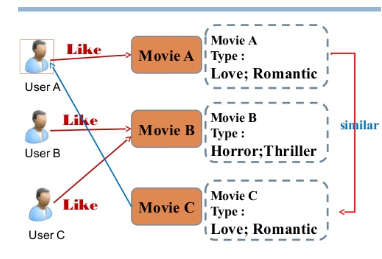 Like
Movie A
Movie A
Type :
Love; Romantic
User A
Like
Movie B
Movie B
Type :
Horror;Thriller
similar
User B
Like
Movie C
Movie C
Type :
Love; Romantic
User C